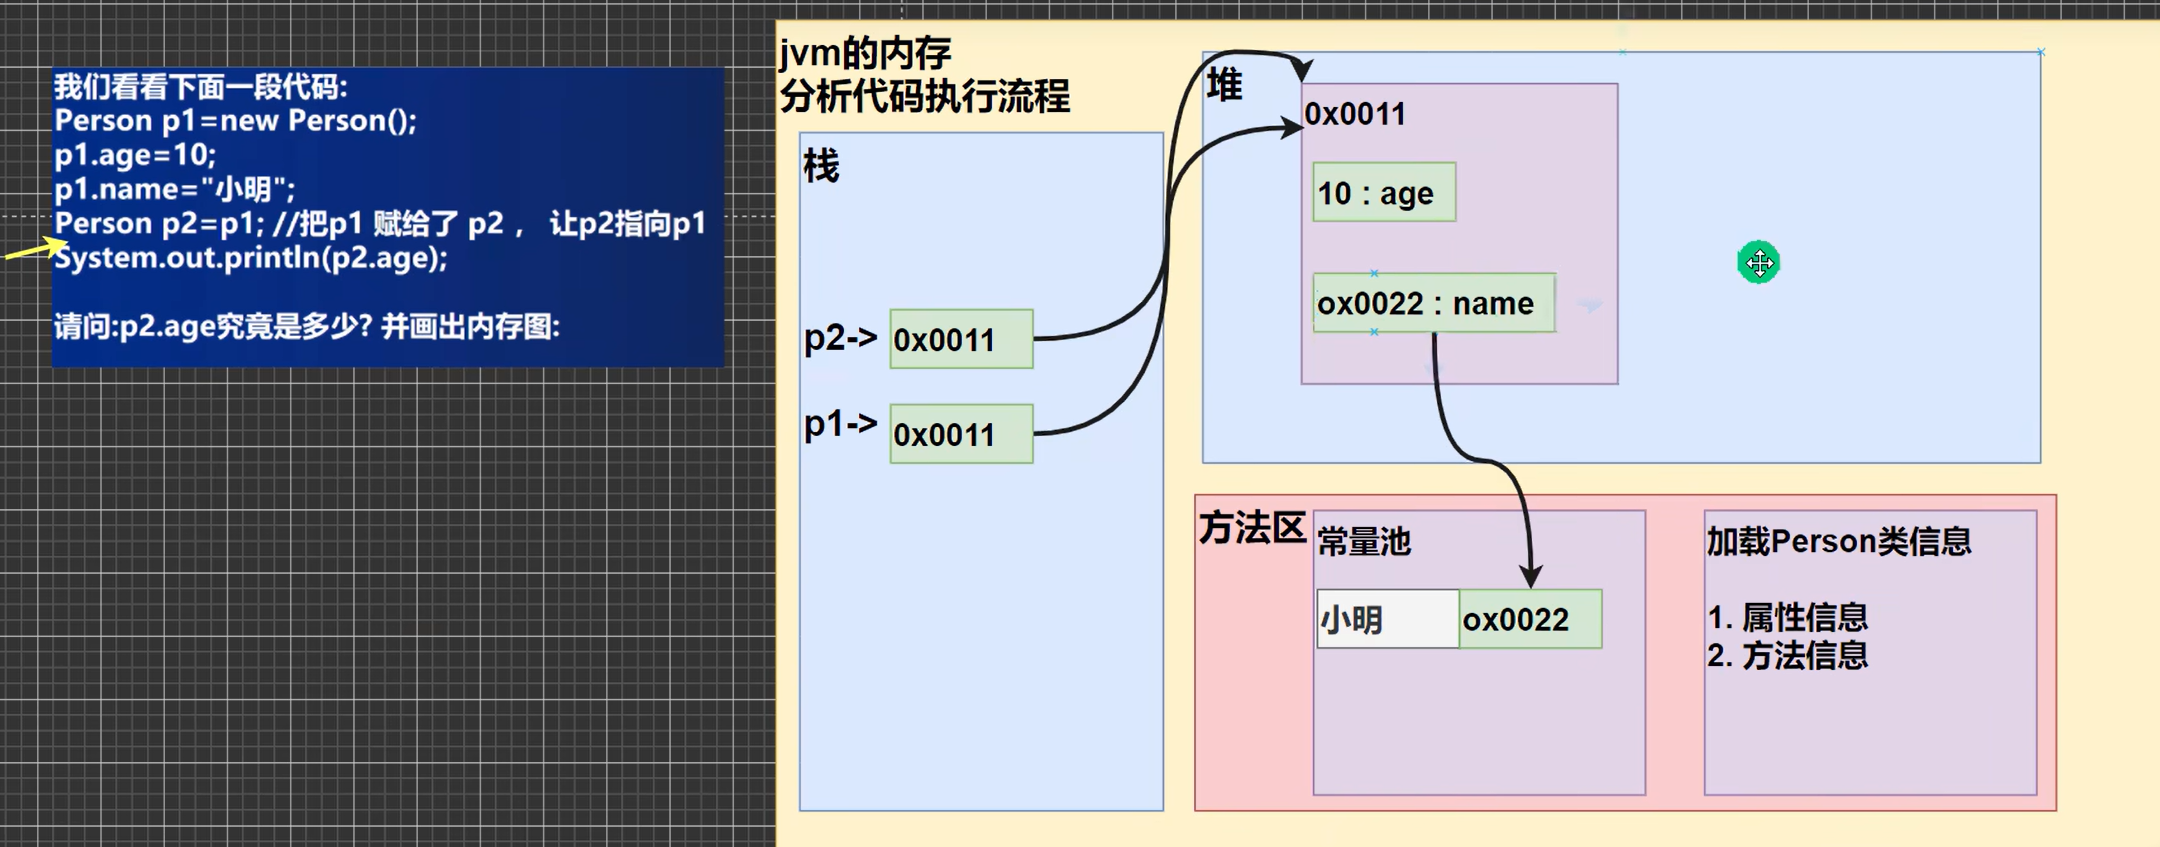 我们看看下面一段代码:
Person p1=new Person();
p1.age=10;
p1.name="小明";
Person p2=p1; //把p1 赋给了 p2 ， 让p2指向p1
System.out.println(p2.age);
请问:p2.age究竟是多少? 并画出内存图:
jvm的内存
分析代码执行流程
栈
p2->
0x0011
p1->
0x0011
堆
0x0011
10 : age
ox0022 : name
方法区
常量池
小明
ox0022
加载Person类信息
1. 属性信息
2. 方法信息